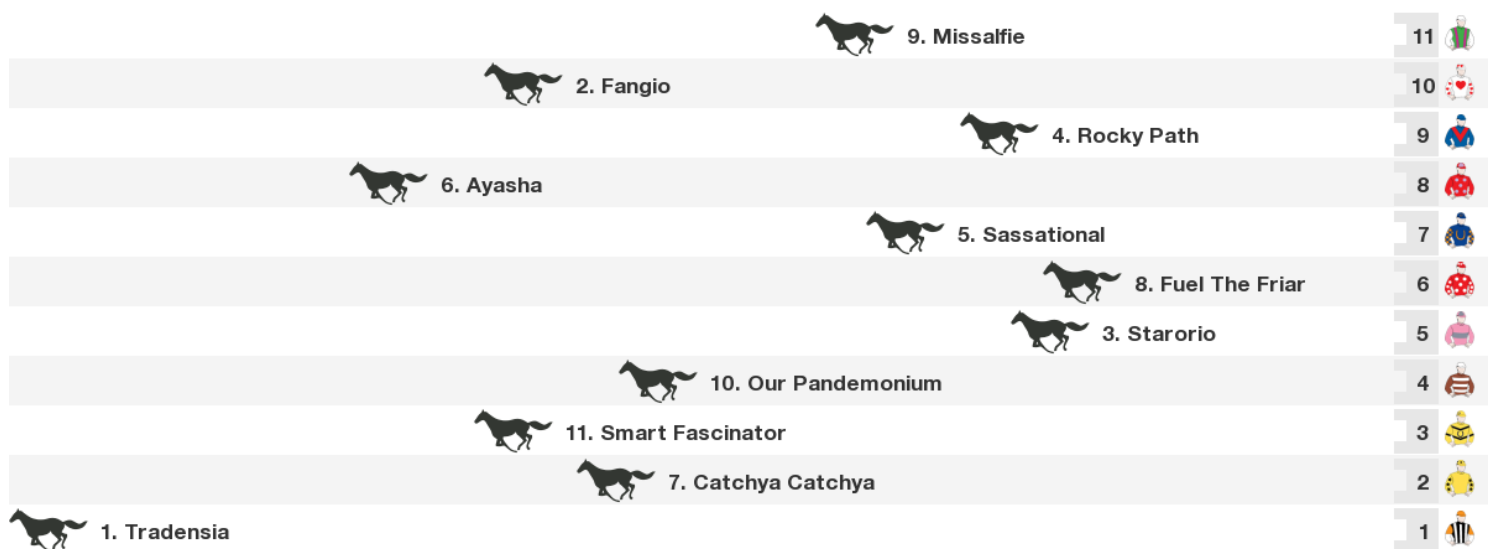 9. Missalfie 11
2. Fangio 10
4. Rocky Path 9
6. Ayasha 8
5. Sassational 7
8. Fuel The Friar 6
3. Starorio 5
10. Our Pandemonium 4
11. Smart Fascinator 3
7. Catchya Catchya 2
1. Tradensia 1